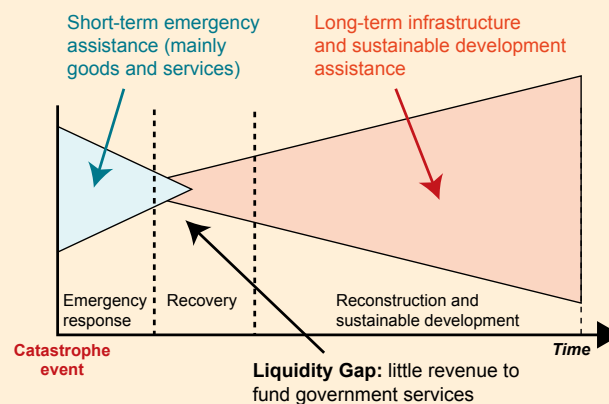 Short-term emergency
assistance (mainly
goods and services)
Long-term infrastructure
and sustainable development
assistance
Emergency
response
Recovery
Reconstruction and
sustainable development
Catastrophe
event
Time
Liquidity Gap: little revenue to
fund government services